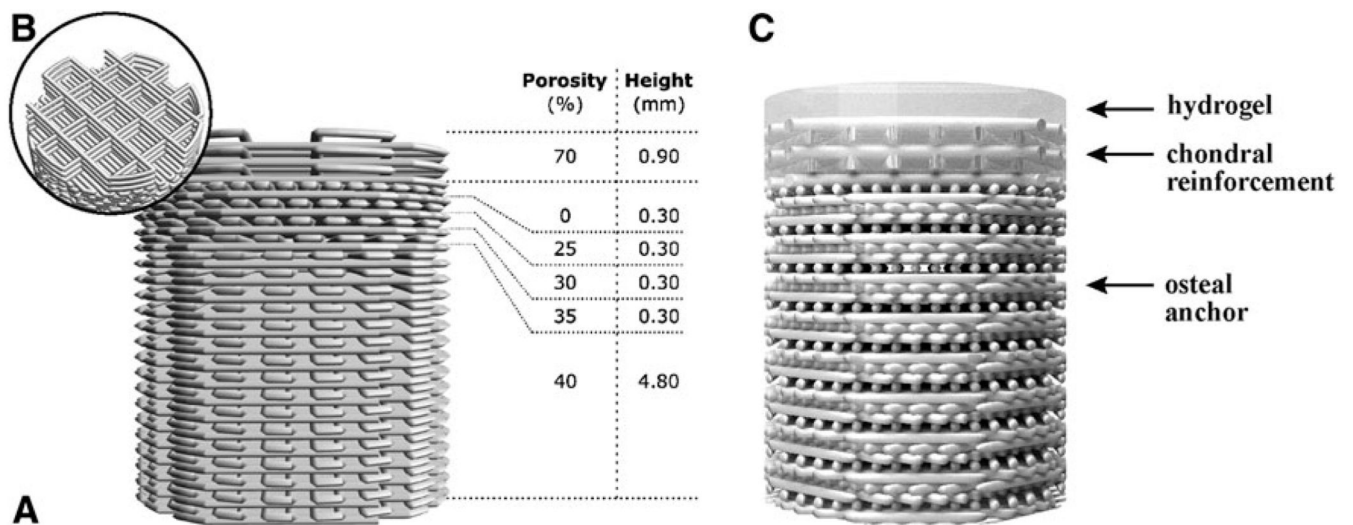 B
Porosity Height
(%) (mm)
70 0.90
0 0.30
25 0.30
30 0.30
35 0.30
40 4.80
A
C
hydrogel
chondral
reinforcement
osteal
anchor